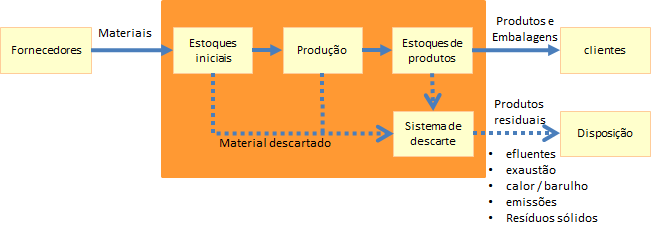 Fornecedores
Materiais
Estoques
iniciais
Produção
Estoques de
produtos
Produtos e
Embalagens
clientes
Material descartado
Sistema de
descarte
Produtos
residuais
Disposição
• efluentes
• exaustão
• calor / barulho
• emissões
• Resíduos sólidos